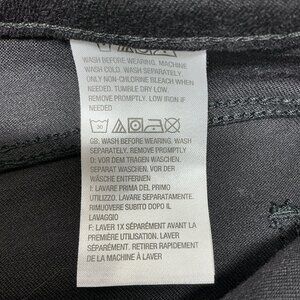 WASH BEFORE WEARING. MACHINE
WASH COLD. WASH SEPARATELY
ONLY NON-CHLORINE BLEACH WHEN
NEEDED. TUMBLE DRY LOW
REMOVE PROMPTLY. LOW IRON IF
NEEDED
30
GB: WASH BEFORE WEARING. WASH
SEPARATELY. REMOVE PROMPTLY
D: VOR DEM TRAGEN WASCHEN.
SEPARAT WASCHEN. VOR DER
WÄSCHE ENTFERNEN
I: LAVARE PRIMA DEL PRIMO
UTILIZZO. LAVARE SEPARATAMENTE.
RIMUOVERE SUBITO DOPO IL
LAVAGGIO
F: LAVER 1X SÉPARÉMENT AVANT LA
PREMIÈRE UTILISATION. LAVER
SÉPARÉMENT. RETIRER RAPIDEMENT
DE LA MACHINE À LAVER